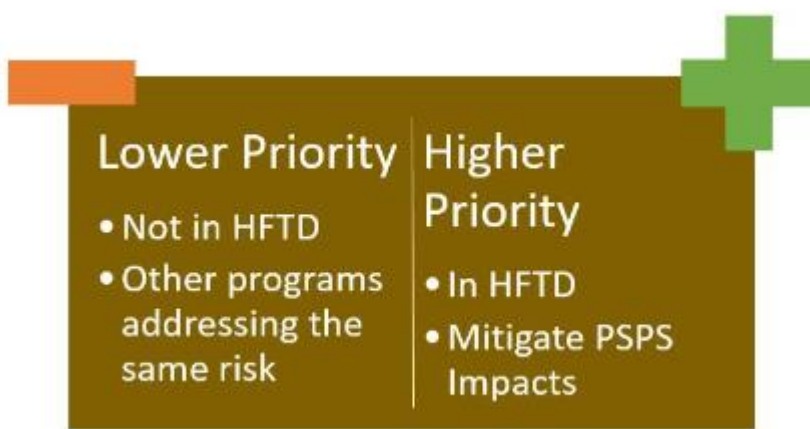 Lower Priority
• Not in HFTD
• Other programs
addressing the
same risk
Higher
Priority
• In HFTD
• Mitigate PSPS
Impacts